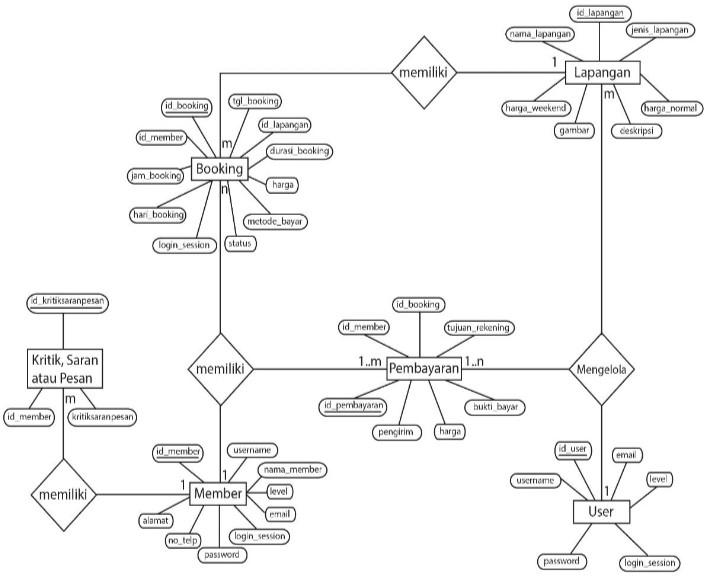 id_lapangan
nama_lapangan
jenis_lapangan
memiliki
1
Lapangan
m
harga_weekend
harga_normal
gambar
deskripsi
id_booking
tgl_booking
id_member
id_lapangan
m
durasi_booking
jam_booking
Booking
n
harga
hari_booking
metode_bayar
login_session
status
id_kritiksaranpesan
id_booking
id_member
tujuan_rekening
Kritik, Saran
atau Pesan
memiliki
1..m
Pembayaran
1..n
Mengelola
m
id_member
kritiksaranpesan
id_pembayaran
bukti_bayar
pengirim
harga
id_member
username
nama_member
id_user
email
username
level
memiliki
1
1
Member
level
1
User
alamat
email
no_telp
login_session
password
password
login_session